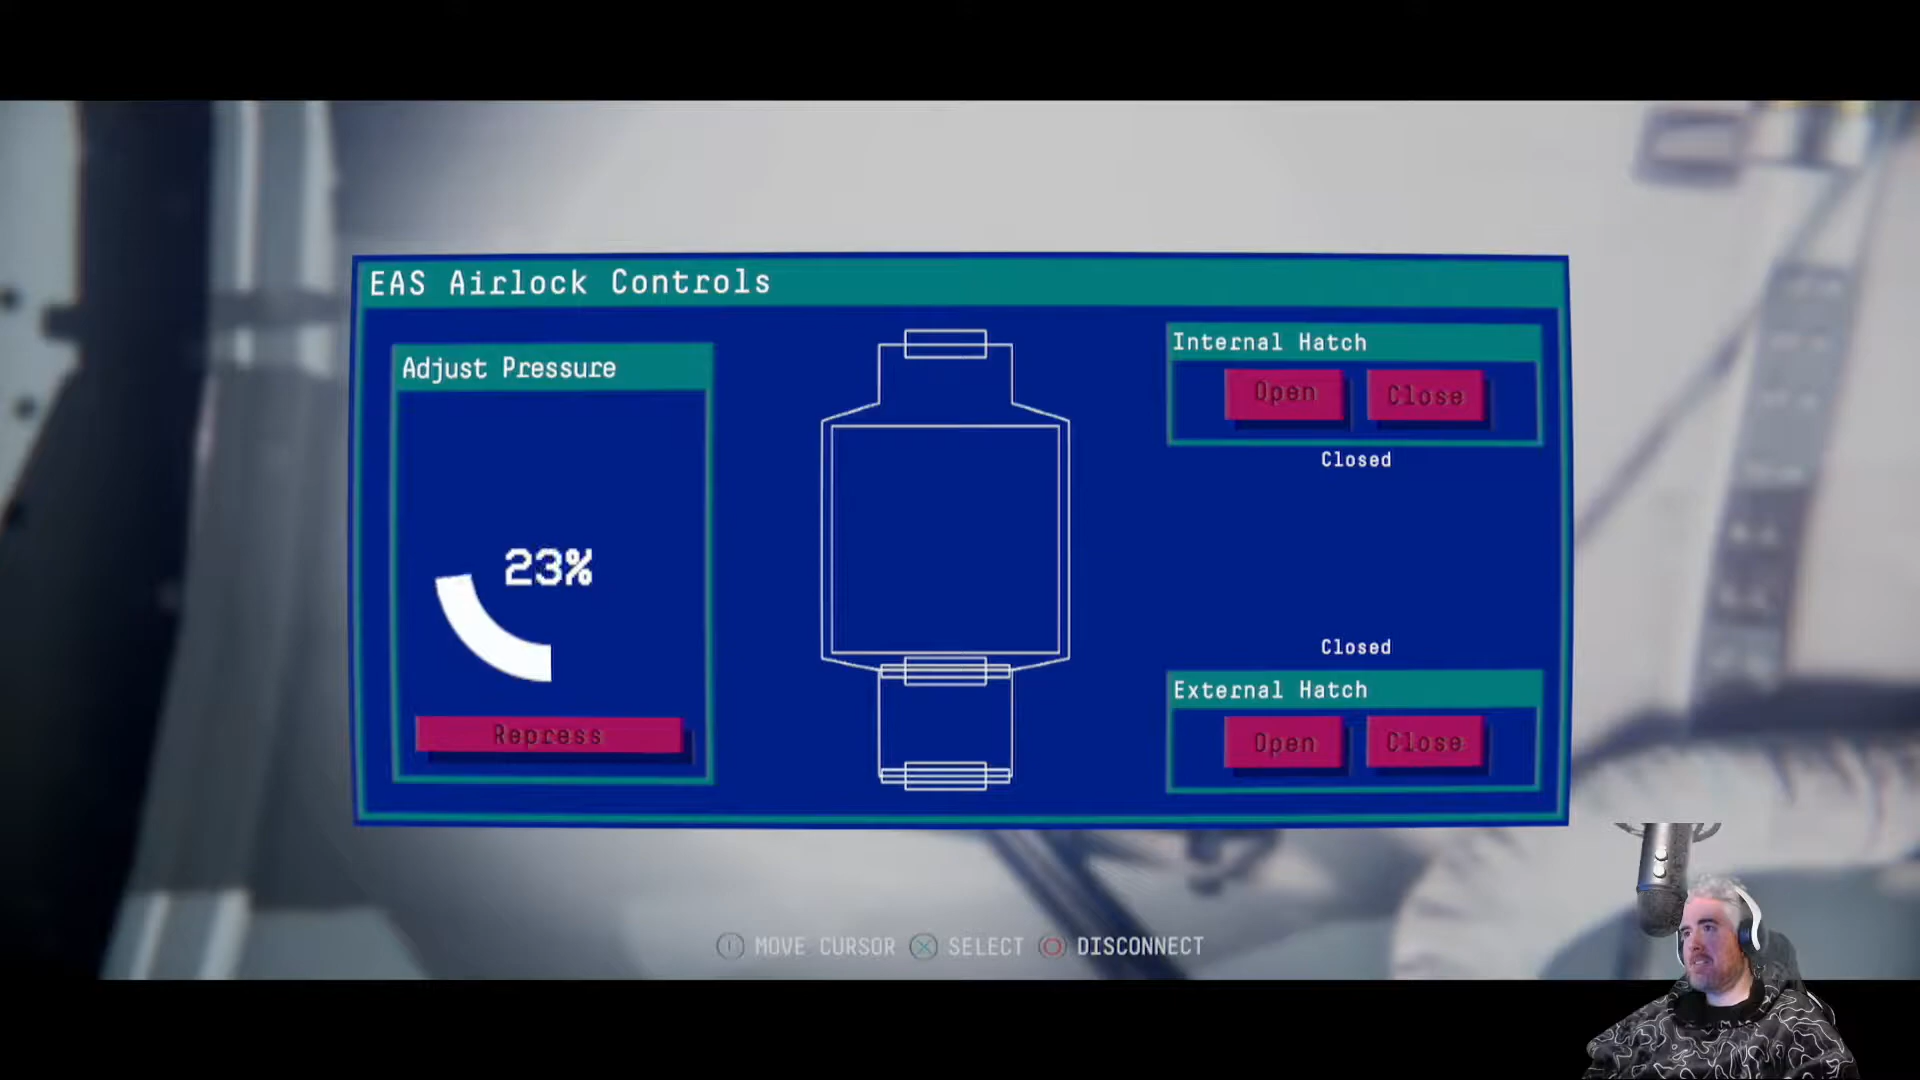 EAS Airlock Controls
Adjust Pressure
23%
Repress
Internal Hatch
Open Close
Closed
Closed
External Hatch
Open Close
MOVE CURSOR SELECT DISCONNECT